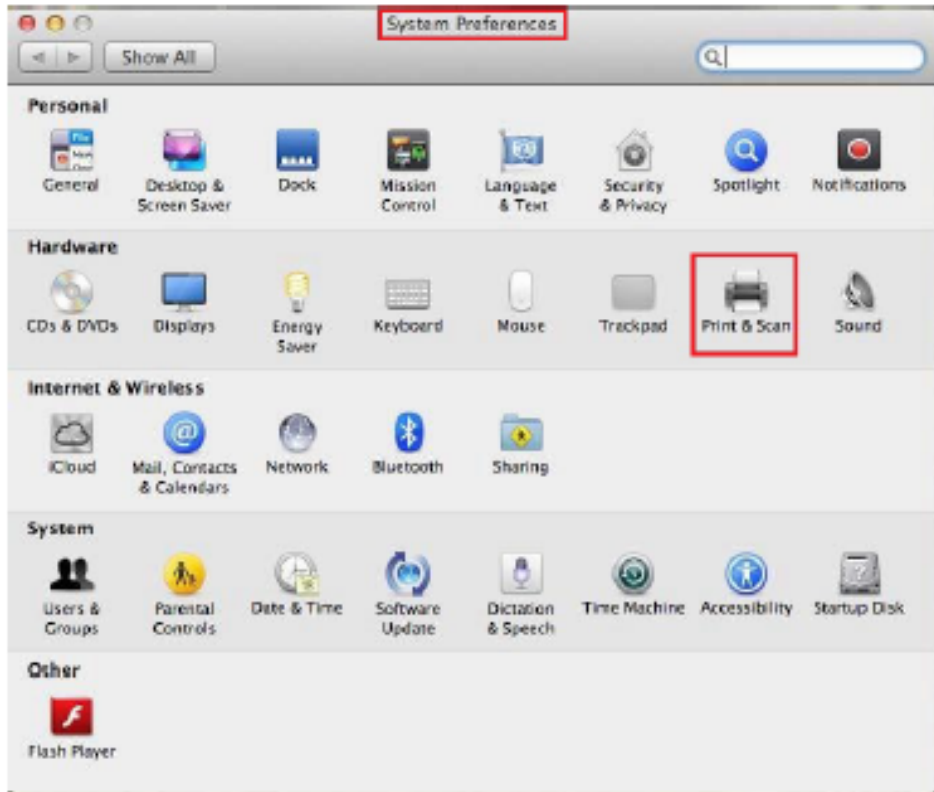 System Preferences
Show All
Personal
General
Desktop &
Screen Saver
Dock
Mission
Control
Language
& Text
Security
& Privacy
Spotlight
Notifications
Hardware
CDs & DVDs
Displays
Energy
Saver
Keyboard
Mouse
Trackpad
Print & Scan
Sound
Internet & Wireless
iCloud
Mail, Contacts
& Calendars
Network
Bluetooth
Sharing
System
Users &
Groups
Parental
Controls
Date & Time
Software
Update
Dictation
& Speech
Time Machine
Accessibility
Startup Disk
Other
Flash Player